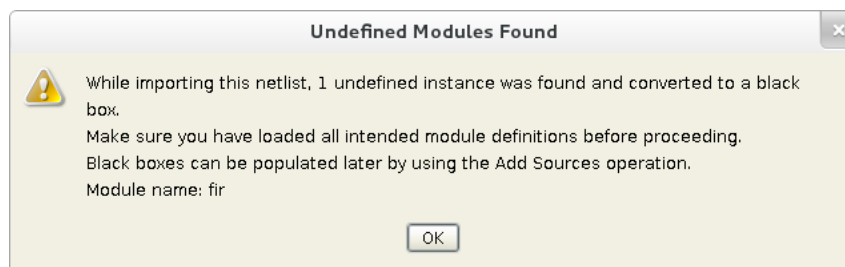 Undefined Modules Found
While importing this netlist, 1 undefined instance was found and converted to a black
box.
Make sure you have loaded all intended module definitions before proceeding.
Black boxes can be populated later by using the Add Sources operation.
Module name: fir
OK